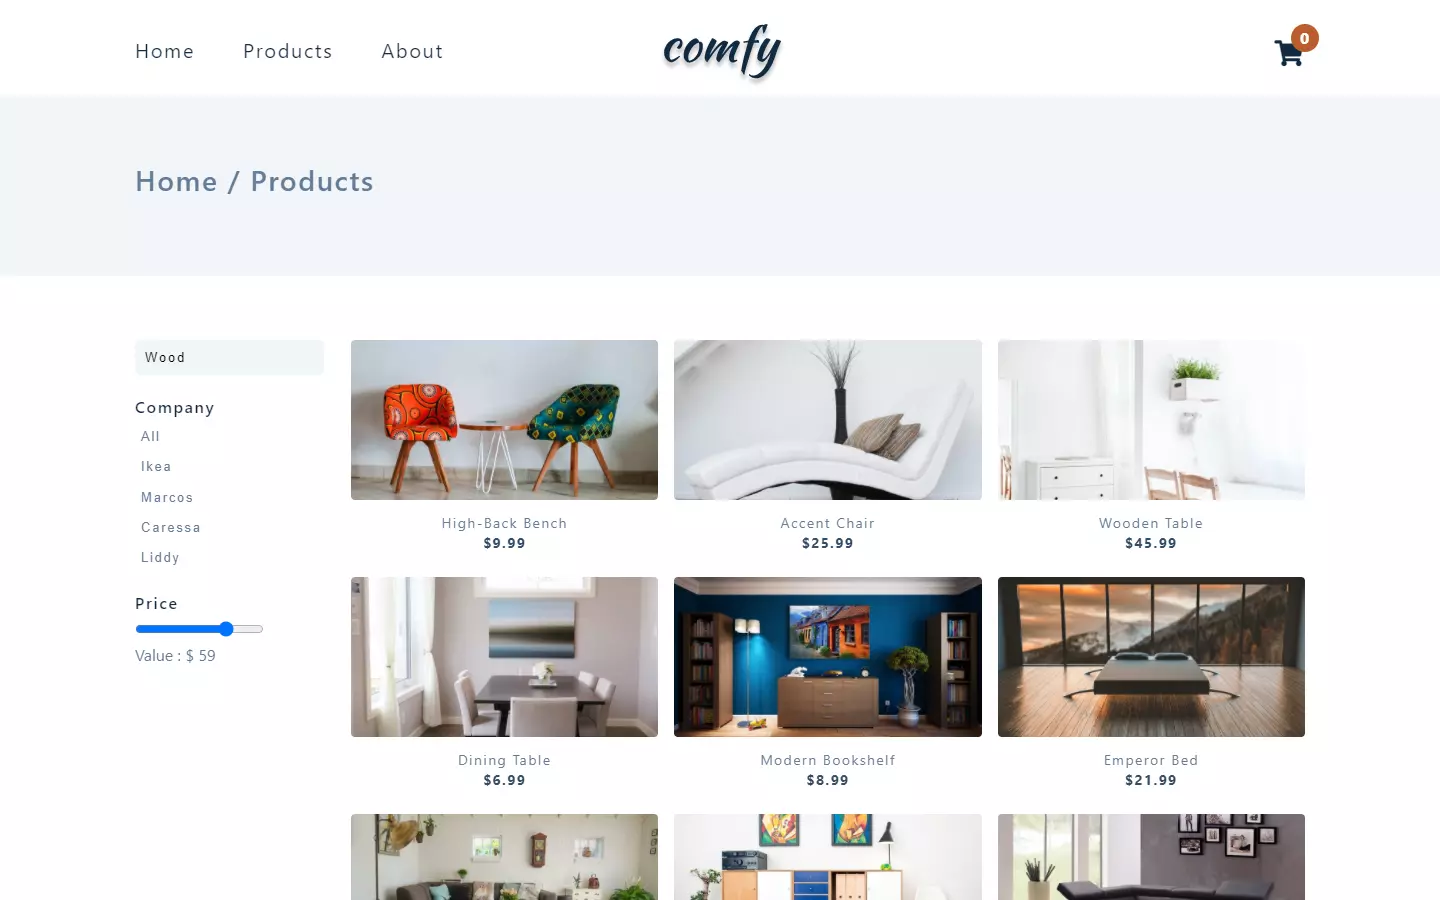 Home Products About comfy 0
Home / Products
Wood
Company
All
Ikea
Marcos
Caressa
Liddy
Price
Value : $ 59
High-Back Bench
$9.99
Accent Chair
$25.99
Wooden Table
$45.99
Dining Table
$6.99
Modern Bookshelf
$8.99
Emperor Bed
$21.99